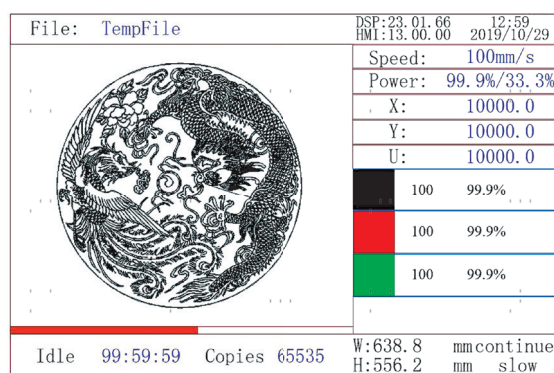 File: TempFile
DSP:23.01.66 12:59
HMI:13.00.00 2019/10/29
Speed: 100mm/s
Power: 99.9%/33.3%
X: 10000.0
Y: 10000.0
U: 10000.0
100 99.9%
100 99.9%
100 99.9%
Idle 99:59:59 Copies 65535
W:638.8 mm continue
H:556.2 mm slow